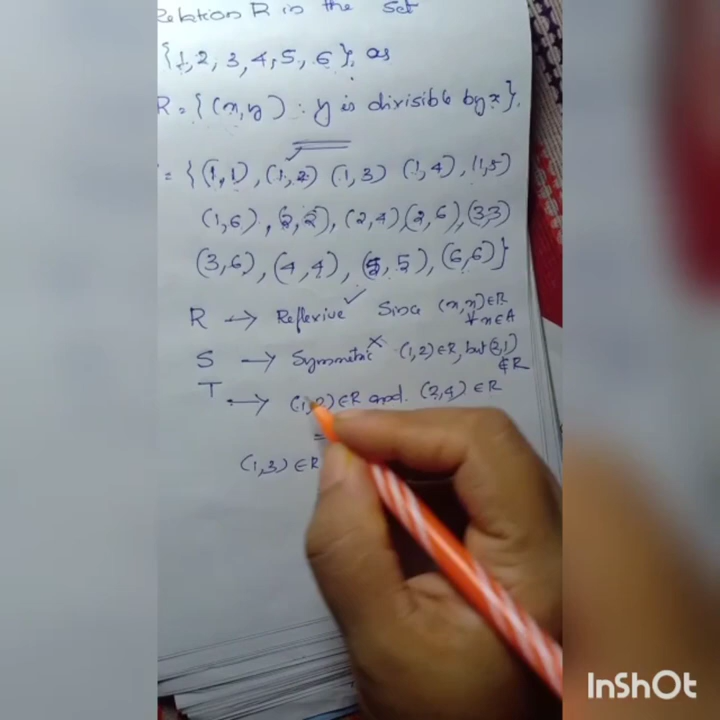 Relation R in the set
{1,2, 3, 4, 5, 6}, as
R = {(x,y) : y is divisible by x},
= {(1,1), (1,2) (1,3) (1,4), (1,5)
(1,6), (2,2), (2,4) (2,6), (3,3)
(3,6), (4,4), (5,5), (6,6)}
R → Reflexive ✓ Since (x,x)∈R
∀x∈A
S → Symmetric × (1,2)∈R, but (2,1)
∉R
T → (1,2)∈R and (2,4)∈R
(1,3)∈R
InShOt